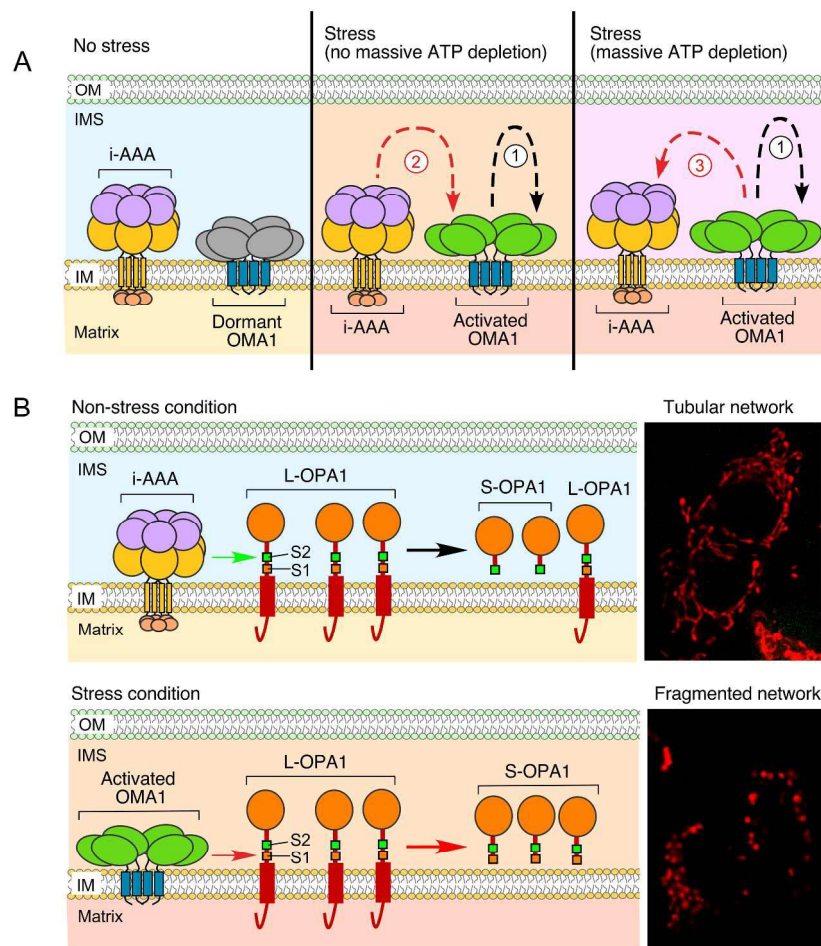 A
No stress
Stress
(no massive ATP depletion)
Stress
(massive ATP depletion)
OM
IMS
i-AAA
2
1
3
1
IM
Matrix
Dormant
OMA1
i-AAA
Activated
OMA1
i-AAA
Activated
OMA1
B
Non-stress condition
Tubular network
OM
IMS
i-AAA
L-OPA1
S-OPA1
L-OPA1
S2
S1
IM
Matrix
Stress condition
Fragmented network
OM
IMS
Activated
OMA1
L-OPA1
S-OPA1
S2
S1
IM
Matrix